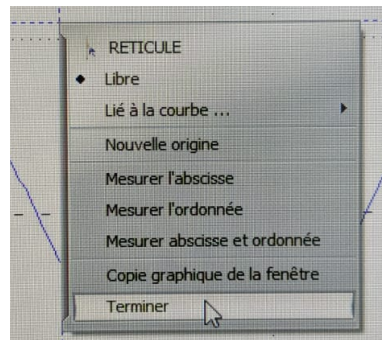 RETICULE
Libre
Lié à la courbe ...
Nouvelle origine
Mesurer l'abscisse
Mesurer l'ordonnée
Mesurer abscisse et ordonnée
Copie graphique de la fenêtre
Terminer